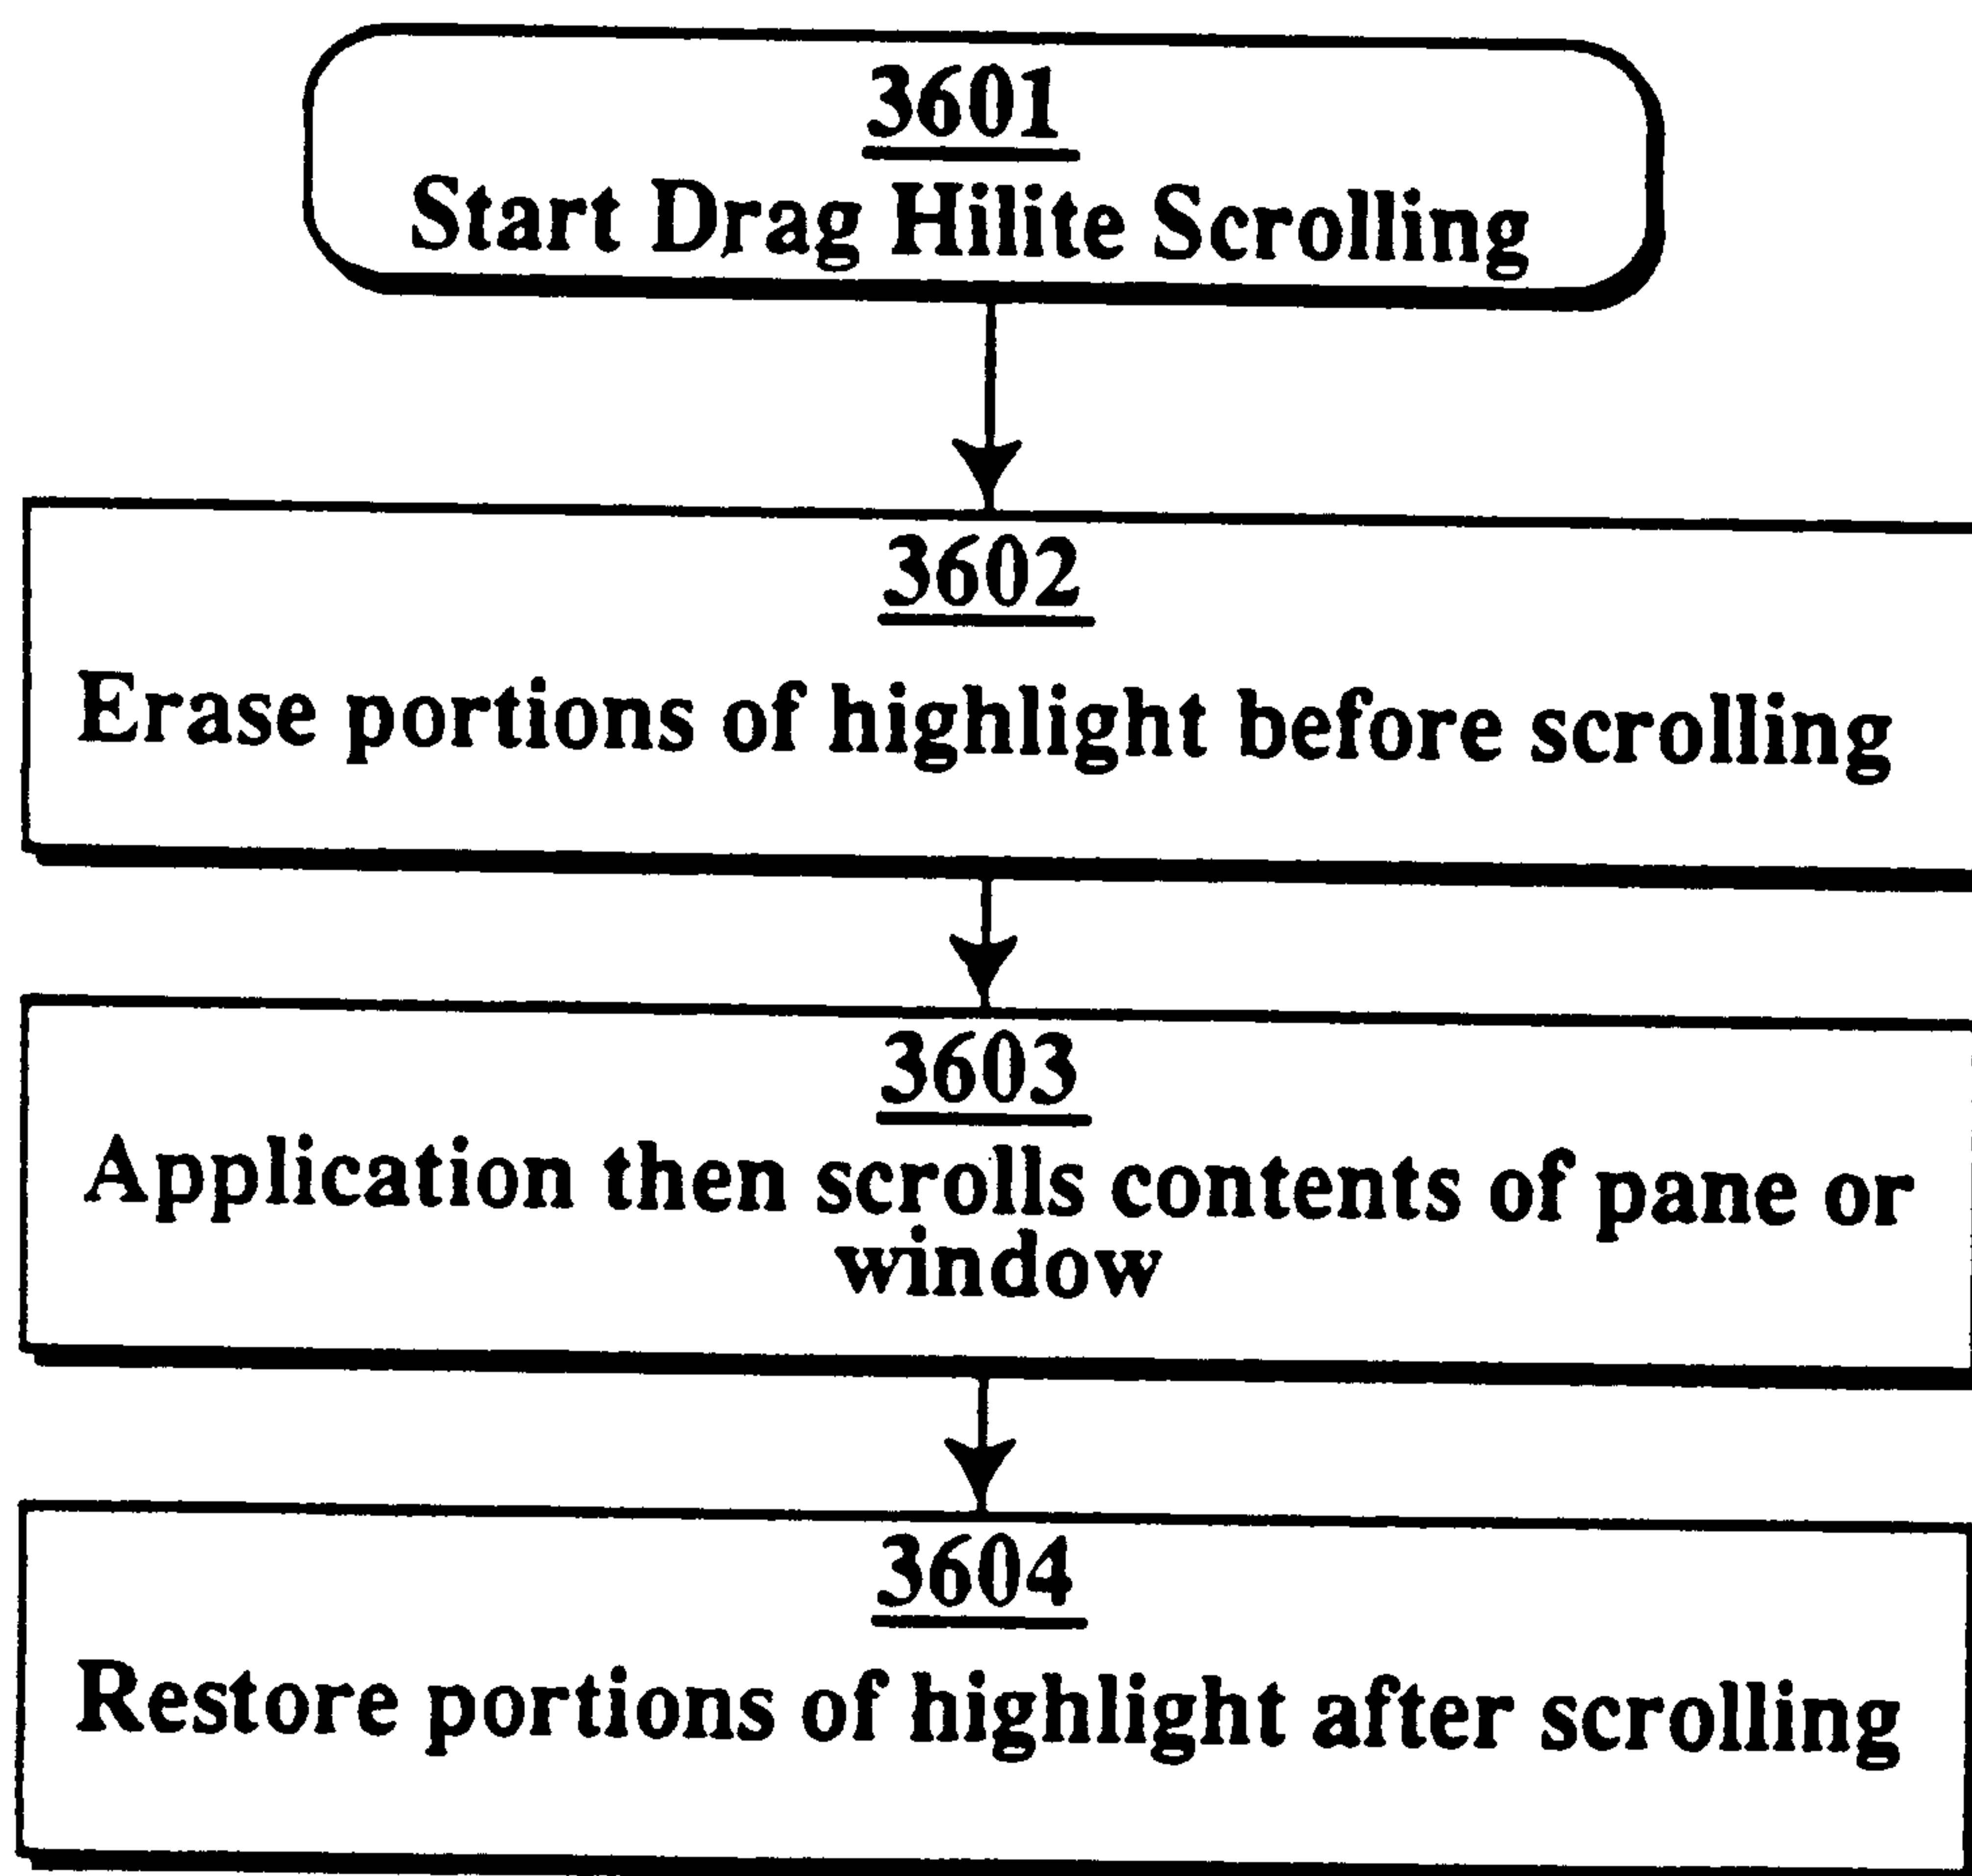 3601
Start Drag Hilite Scrolling
3602
Erase portions of highlight before scrolling
3603
Application then scrolls contents of pane or
window
3604
Restore portions of highlight after scrolling